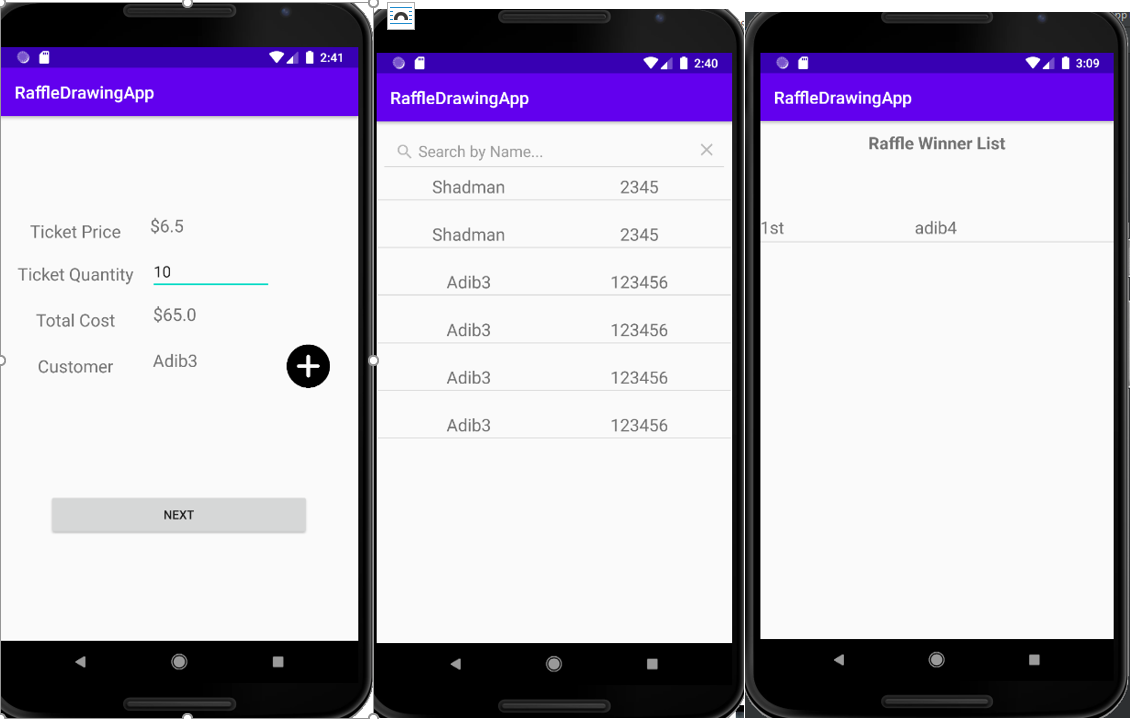 2:41
RaffleDrawingApp
Ticket Price $6.5
Ticket Quantity 10
Total Cost $65.0
Customer Adib3
NEXT
2:40
RaffleDrawingApp
Search by Name...
Shadman 2345
Shadman 2345
Adib3 123456
Adib3 123456
Adib3 123456
Adib3 123456
3:09
RaffleDrawingApp
Raffle Winner List
1st adib4